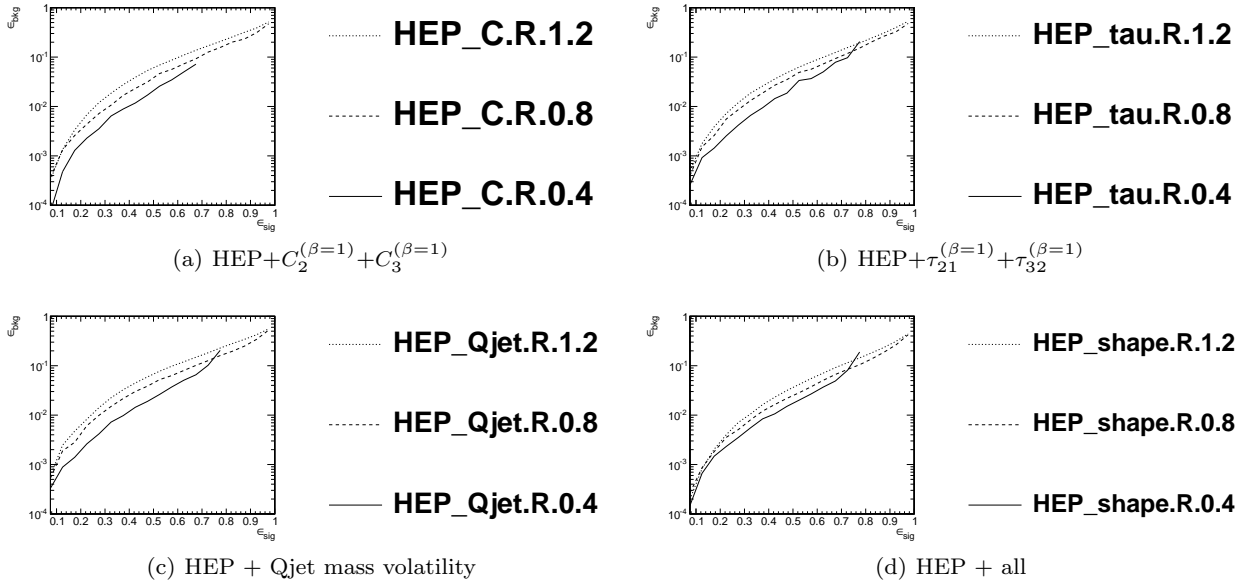 ϵ_bkg
1
10^-1
10^-2
10^-3
10^-4
0.1 0.2 0.3 0.4 0.5 0.6 0.7 0.8 0.9 1
ϵ_sig
HEP_C.R.1.2
HEP_C.R.0.8
HEP_C.R.0.4
(a) HEP+C_2^(β=1)+C_3^(β=1)
ϵ_bkg
1
10^-1
10^-2
10^-3
10^-4
0.1 0.2 0.3 0.4 0.5 0.6 0.7 0.8 0.9 1
ϵ_sig
HEP_tau.R.1.2
HEP_tau.R.0.8
HEP_tau.R.0.4
(b) HEP+τ_21^(β=1)+τ_32^(β=1)
ϵ_bkg
1
10^-1
10^-2
10^-3
10^-4
0.1 0.2 0.3 0.4 0.5 0.6 0.7 0.8 0.9 1
ϵ_sig
HEP_Qjet.R.1.2
HEP_Qjet.R.0.8
HEP_Qjet.R.0.4
(c) HEP + Qjet mass volatility
ϵ_bkg
1
10^-1
10^-2
10^-3
10^-4
0.1 0.2 0.3 0.4 0.5 0.6 0.7 0.8 0.9 1
ϵ_sig
HEP_shape.R.1.2
HEP_shape.R.0.8
HEP_shape.R.0.4
(d) HEP + all